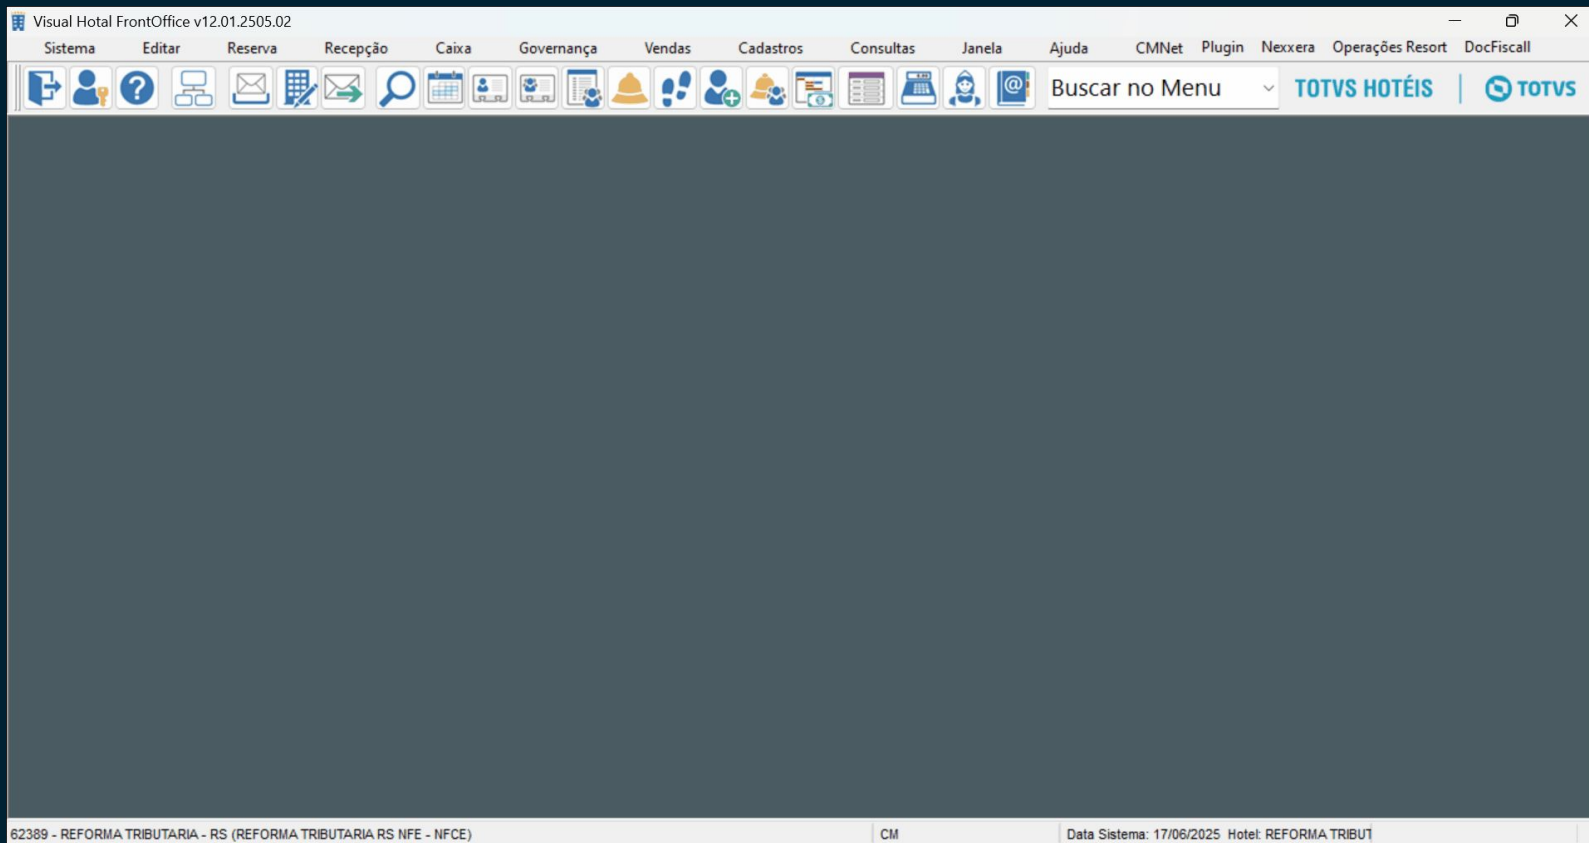 Visual Hotal FrontOffice v12.01.2505.02
Sistema Editar Reserva Recepção Caixa Governança Vendas Cadastros Consultas Janela Ajuda CMNet Plugin Nexxera Operações Resort DocFiscall
Buscar no Menu TOTVS HOTÉIS TOTVS
62389 - REFORMA TRIBUTARIA - RS (REFORMA TRIBUTARIA RS NFE - NFCE) CM Data Sistema: 17/06/2025 Hotel: REFORMA TRIBUT